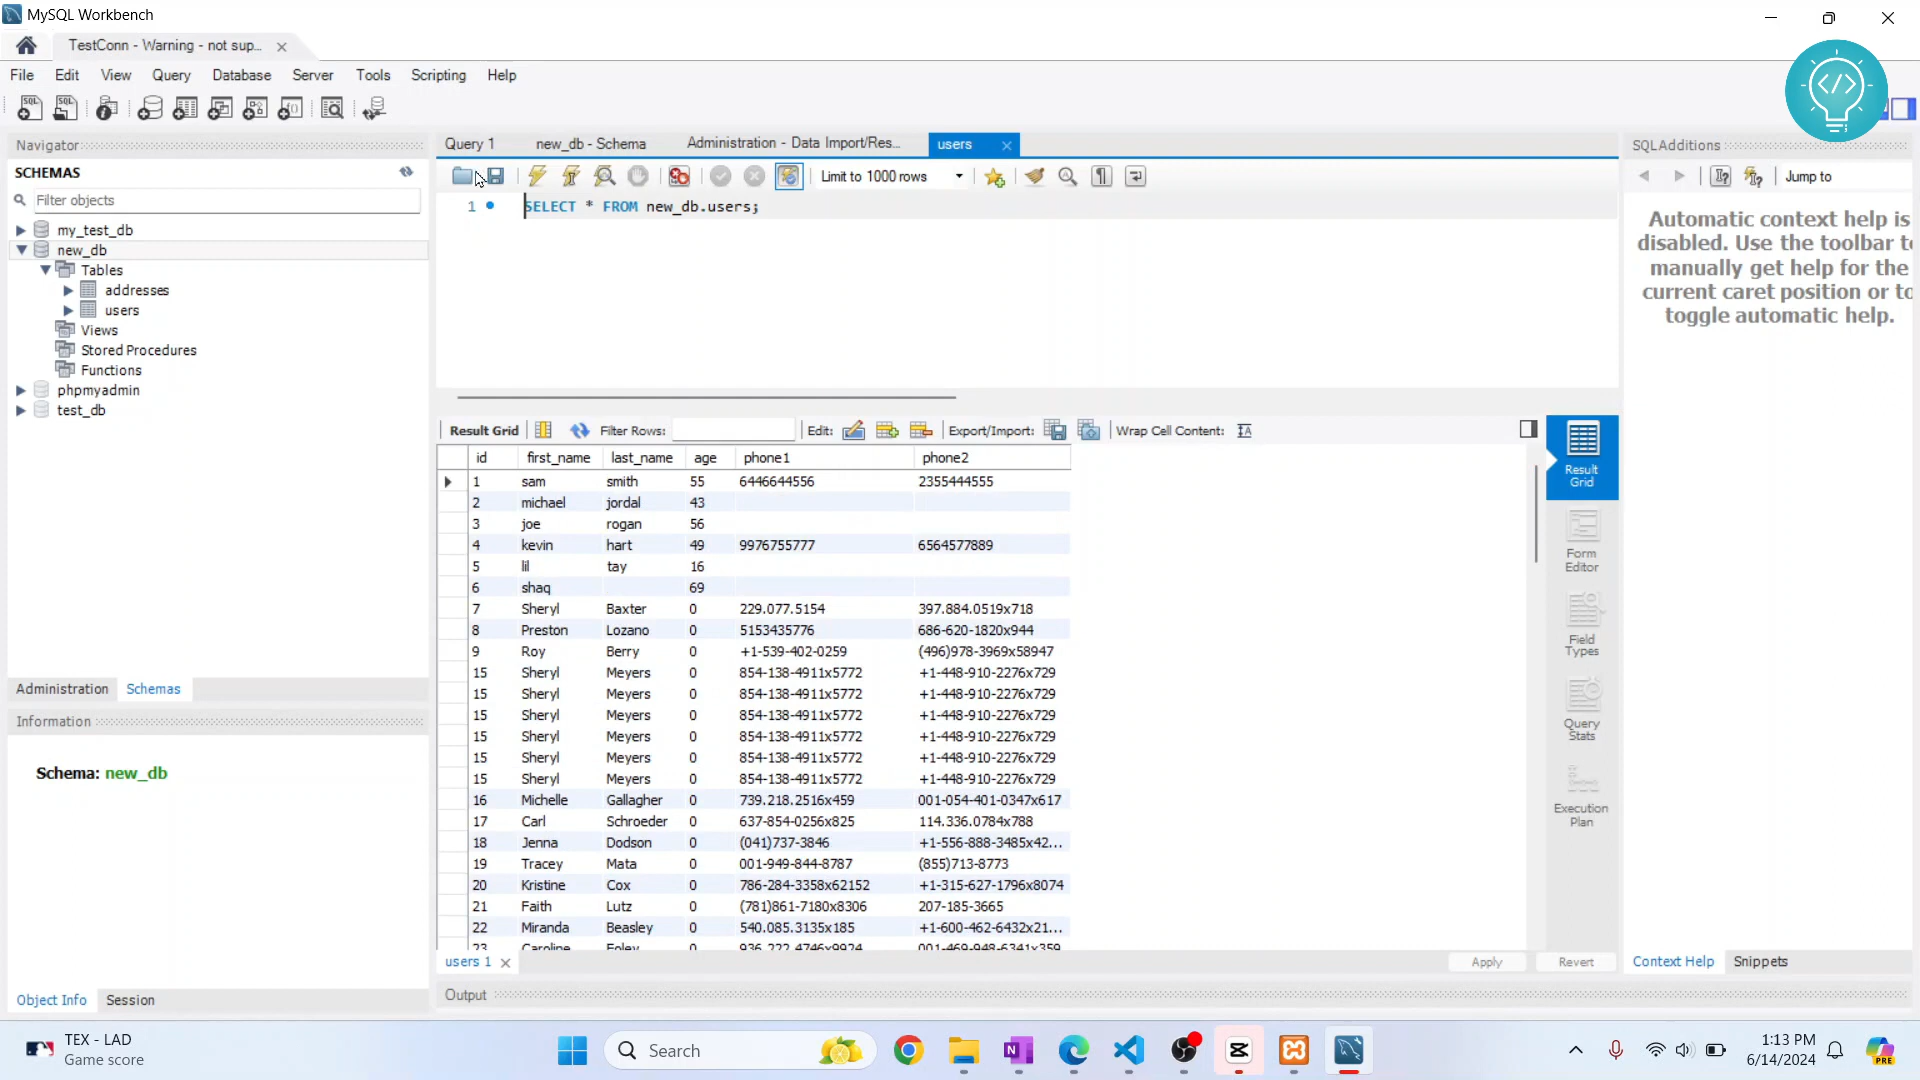 MySQL Workbench
TestConn - Warning - not sup...
File Edit View Query Database Server Tools Scripting Help
Navigator
SCHEMAS
Filter objects
my_test_db
new_db
Tables
addresses
users
Views
Stored Procedures
Functions
phpmyadmin
test_db
Administration Schemas
Information
Schema: new_db
Object Info Session
Query 1 new_db - Schema Administration - Data Import/Res... users
Limit to 1000 rows
1 SELECT * FROM new_db.users;
Result Grid Filter Rows: Edit: Export/Import: Wrap Cell Content:
id first_name last_name age phone1 phone2
1 sam smith 55 6446644556 2355444555
2 michael jordal 43
3 joe rogan 56
4 kevin hart 49 9976755777 6564577889
5 lil tay 16
6 shaq 69
7 Sheryl Baxter 0 229.077.5154 397.884.0519x718
8 Preston Lozano 0 5153435776 686-620-1820x944
9 Roy Berry 0 +1-539-402-0259 (496)978-3969x58947
15 Sheryl Meyers 0 854-138-4911x5772 +1-448-910-2276x729
15 Sheryl Meyers 0 854-138-4911x5772 +1-448-910-2276x729
15 Sheryl Meyers 0 854-138-4911x5772 +1-448-910-2276x729
15 Sheryl Meyers 0 854-138-4911x5772 +1-448-910-2276x729
15 Sheryl Meyers 0 854-138-4911x5772 +1-448-910-2276x729
15 Sheryl Meyers 0 854-138-4911x5772 +1-448-910-2276x729
16 Michelle Gallagher 0 739.218.2516x459 001-054-401-0347x617
17 Carl Schroeder 0 637-854-0256x825 114.336.0784x788
18 Jenna Dodson 0 (041)737-3846 +1-556-888-3485x42...
19 Tracey Mata 0 001-949-844-8787 (855)713-8773
20 Kristine Cox 0 786-284-3358x62152 +1-315-627-1796x8074
21 Faith Lutz 0 (781)861-7180x8306 207-185-3665
22 Miranda Beasley 0 540.085.3135x185 +1-600-462-6432x21...
23 Caroline Foley 0 936.222.4746x9924 001-469-948-6341x359
users 1 Apply Revert
Output
Result
Grid
Form
Editor
Field
Types
Query
Stats
Execution
Plan
SQLAdditions
Jump to
Automatic context help is
disabled. Use the toolbar to
manually get help for the
current caret position or to
toggle automatic help.
Context Help Snippets
TEX - LAD
Game score
Search
1:13 PM
6/14/2024
PRE